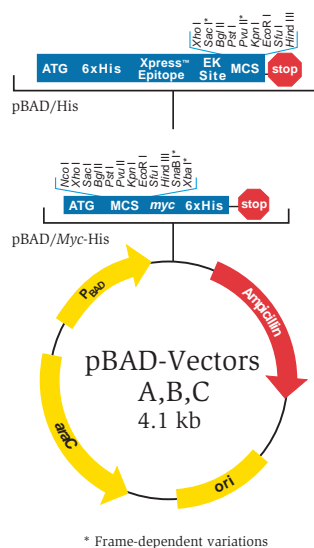 Xho I
Sac I*
Bgl II
Pst I
Pvu II*
Kpn I
EcoR I
Sfu I
Hind III
ATG 6xHis Xpress™ Epitope EK Site MCS stop
pBAD/His
Nco I
Xho I
Sac I
Bgl II
Pst I
Pvu II
Kpn I
EcoR I
Sfu I
Hind III
SnaB I*
Xba I*
ATG MCS myc 6xHis stop
pBAD/Myc-His
PBAD
Ampicillin
pBAD-Vectors
A,B,C
4.1 kb
araC
ori
* Frame-dependent variations